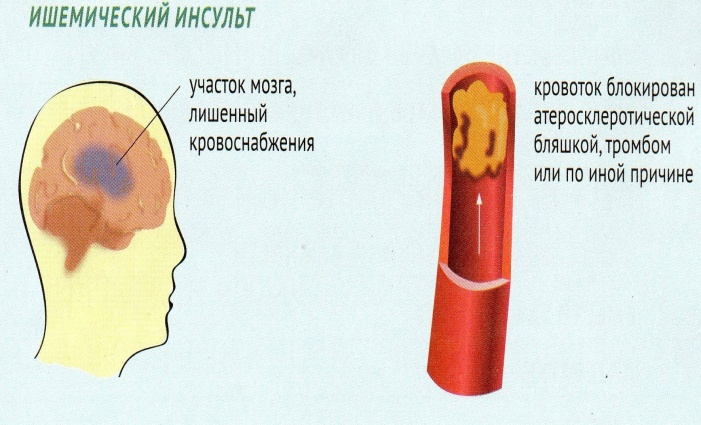 ИШЕМИЧЕСКИЙ ИНСУЛЬТ
участок мозга,
лишенный
кровоснабжения
кровоток блокирован
атеросклеротической
бляшкой, тромбом
или по иной причине